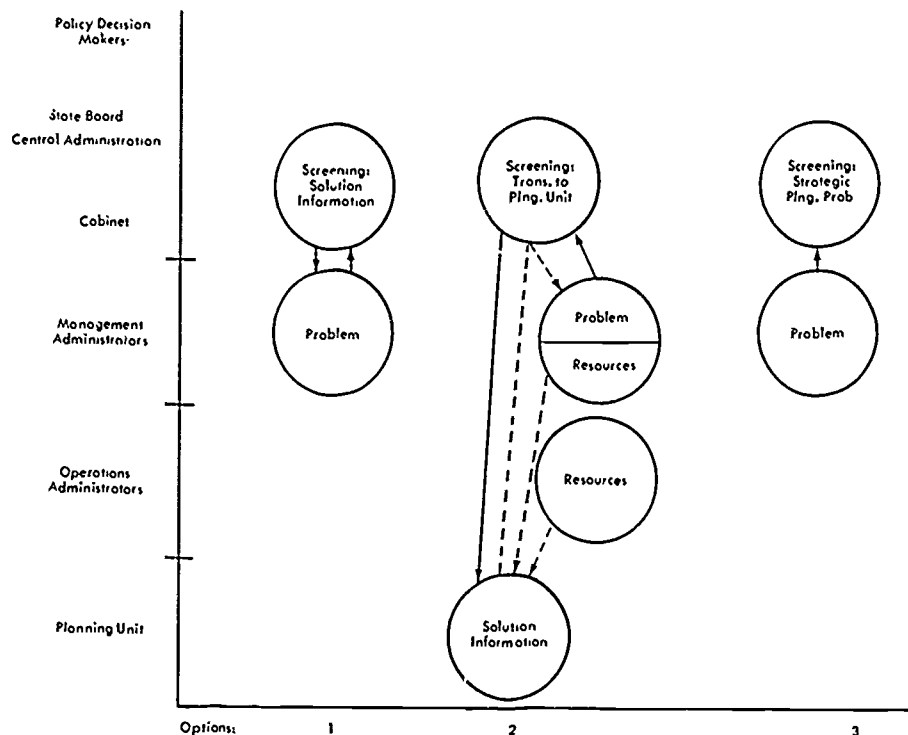 Policy Decision
Makers
State Board
Central Administration
Cabinet
Management
Administrators
Operations
Administrators
Planning Unit
Screening:
Solution
Information
Problem
Screening:
Trans. to
Plng. Unit
Problem
Resources
Resources
Solution
Information
Screening:
Strategic
Plng. Prob
Problem
Options:
1
2
3